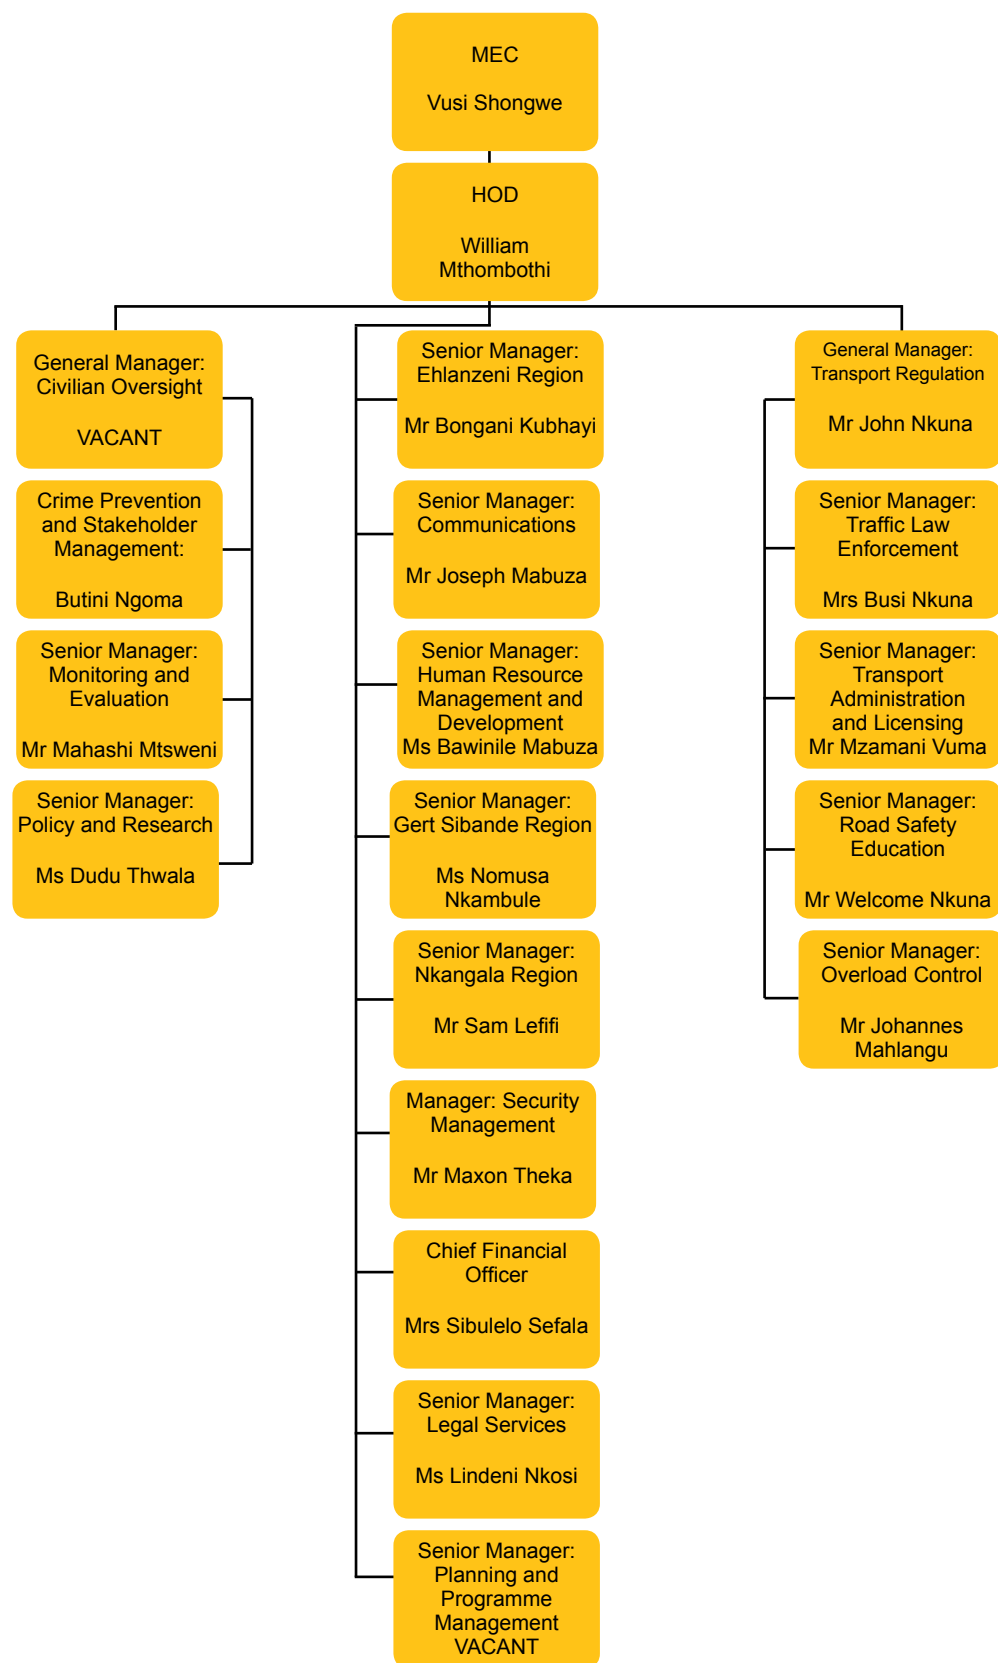 MEC
Vusi Shongwe
HOD
William
Mthombothi
General Manager:
Civilian Oversight
VACANT
Crime Prevention
and Stakeholder
Management:
Butini Ngoma
Senior Manager:
Monitoring and
Evaluation
Mr Mahashi Mtsweni
Senior Manager:
Policy and Research
Ms Dudu Thwala
Senior Manager:
Ehlanzeni Region
Mr Bongani Kubhayi
Senior Manager:
Communications
Mr Joseph Mabuza
Senior Manager:
Human Resource
Management and
Development
Ms Bawinile Mabuza
Senior Manager:
Gert Sibande Region
Ms Nomusa
Nkambule
Senior Manager:
Nkangala Region
Mr Sam Lefifi
Manager: Security
Management
Mr Maxon Theka
Chief Financial
Officer
Mrs Sibulelo Sefala
Senior Manager:
Legal Services
Ms Lindeni Nkosi
Senior Manager:
Planning and
Programme
Management
VACANT
General Manager:
Transport Regulation
Mr John Nkuna
Senior Manager:
Traffic Law
Enforcement
Mrs Busi Nkuna
Senior Manager:
Transport
Administration
and Licensing
Mr Mzamani Vuma
Senior Manager:
Road Safety
Education
Mr Welcome Nkuna
Senior Manager:
Overload Control
Mr Johannes
Mahlangu